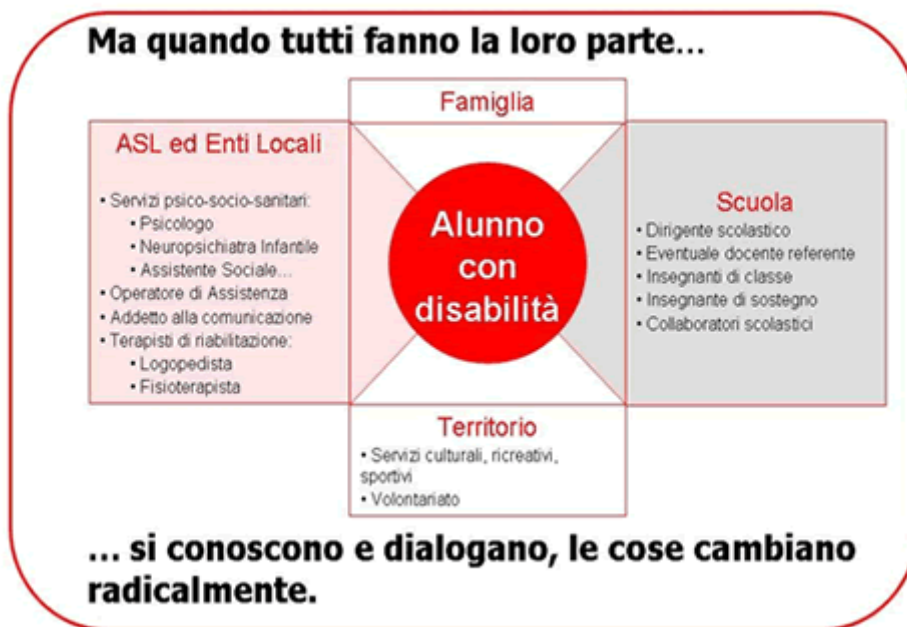 Ma quando tutti fanno la loro parte...
Famiglia
ASL ed Enti Locali
• Servizi psico-socio-sanitari:
• Psicologo
• Neuropsichiatra Infantile
• Assistente Sociale...
• Operatore di Assistenza
• Addetto alla comunicazione
• Terapisti di riabilitazione:
• Logopedista
• Fisioterapista
Alunno
con
disabilità
Scuola
• Dirigente scolastico
• Eventuale docente referente
• Insegnanti di classe
• Insegnante di sostegno
• Collaboratori scolastici
Territorio
• Servizi culturali, ricreativi,
sportivi
• Volontariato
... si conoscono e dialogano, le cose cambiano
radicalmente.